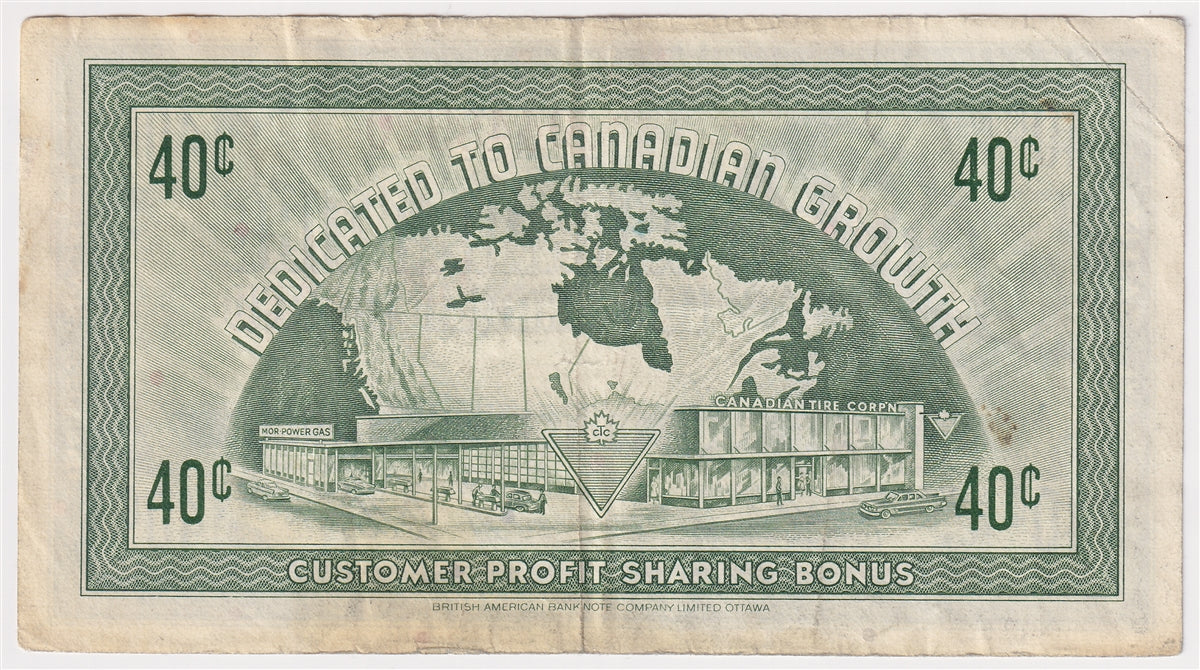 40¢ 40¢
DEDICATED TO CANADIAN GROWTH
CANADIAN TIRE CORPN
MOR-POWER GAS
CTC
40¢ 40¢
CUSTOMER PROFIT SHARING BONUS
BRITISH AMERICAN BANK NOTE COMPANY LIMITED OTTAWA